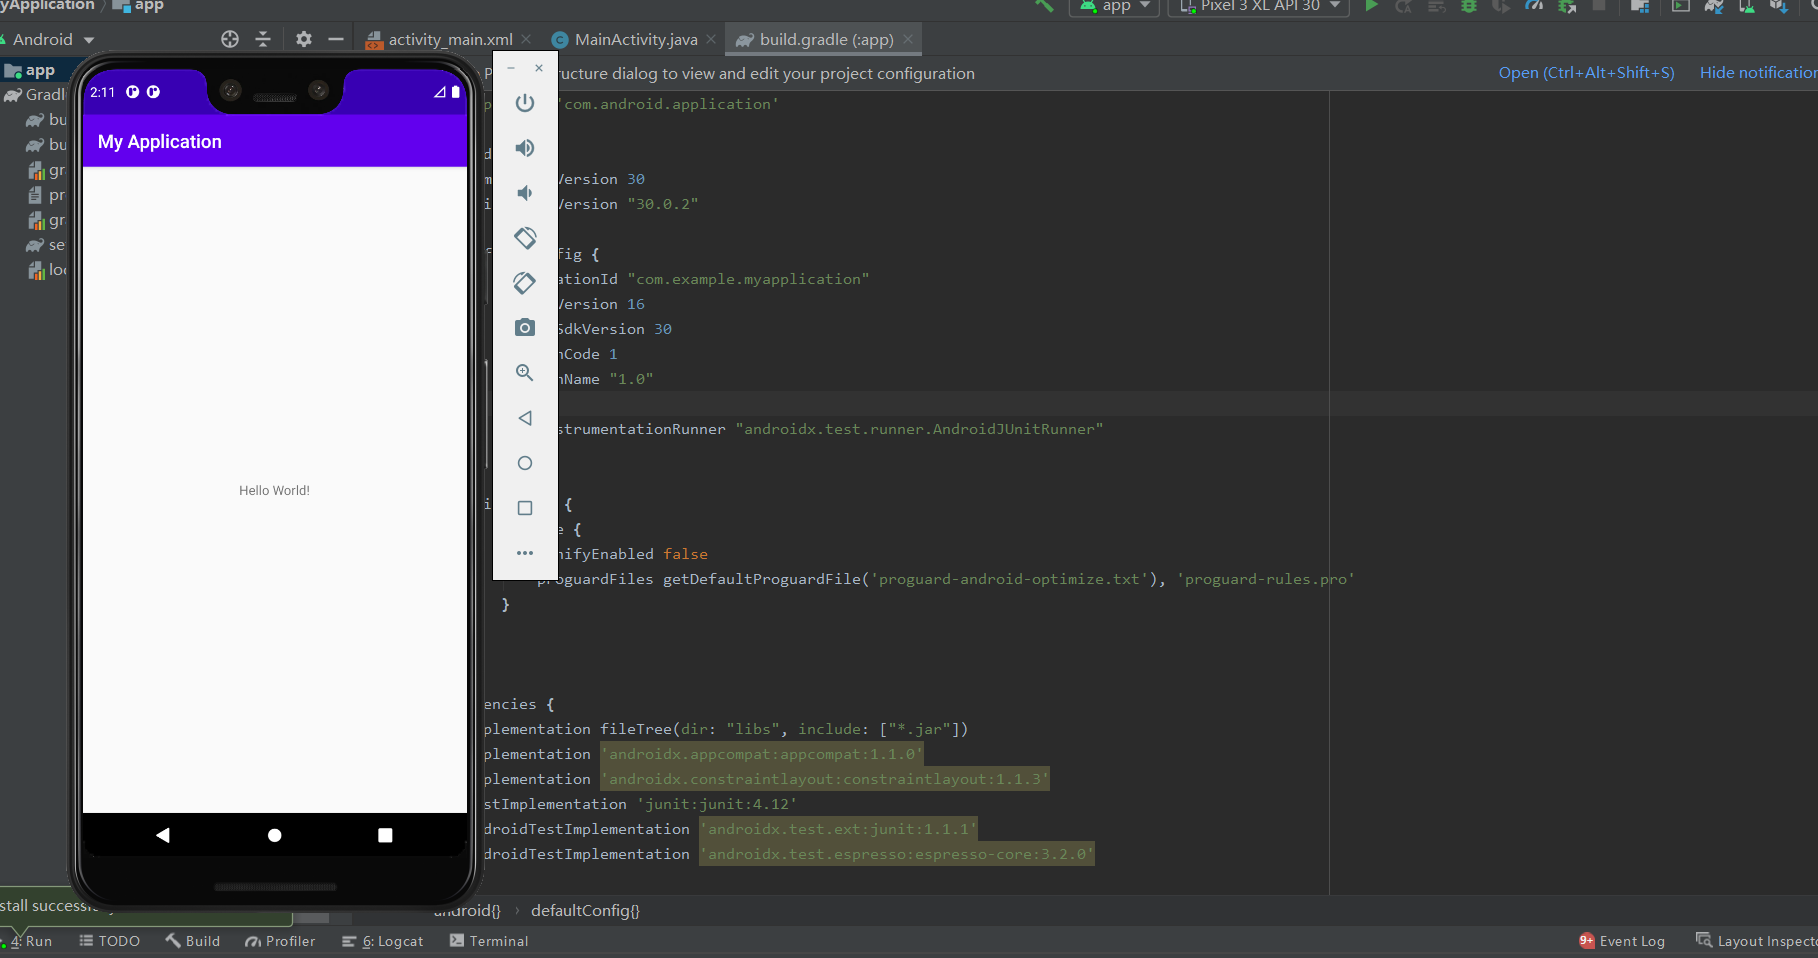 yApplication app
app Pixel 3 XL API 30
Android
activity_main.xml MainActivity.java build.gradle (:app)
app
ructure dialog to view and edit your project configuration
Open (Ctrl+Alt+Shift+S) Hide notification
Gradl
bu
bu
gr
pr
gr
se
loc
2:11
My Application
Hello World!
'com.android.application'
Version 30
Version "30.0.2"
fig {
ationId "com.example.myapplication"
Version 16
SdkVersion 30
nCode 1
nName "1.0"
strumentationRunner "androidx.test.runner.AndroidJUnitRunner"
{
e {
nifyEnabled false
proguardFiles getDefaultProguardFile('proguard-android-optimize.txt'), 'proguard-rules.pro'
}
encies {
plementation fileTree(dir: "libs", include: ["*.jar"])
plementation 'androidx.appcompat:appcompat:1.1.0'
plementation 'androidx.constraintlayout:constraintlayout:1.1.3'
stImplementation 'junit:junit:4.12'
droidTestImplementation 'androidx.test.ext:junit:1.1.1'
droidTestImplementation 'androidx.test.espresso:espresso-core:3.2.0'
stall success
android{} › defaultConfig{}
4: Run TODO Build Profiler 6: Logcat Terminal
9+ Event Log Layout Inspecto